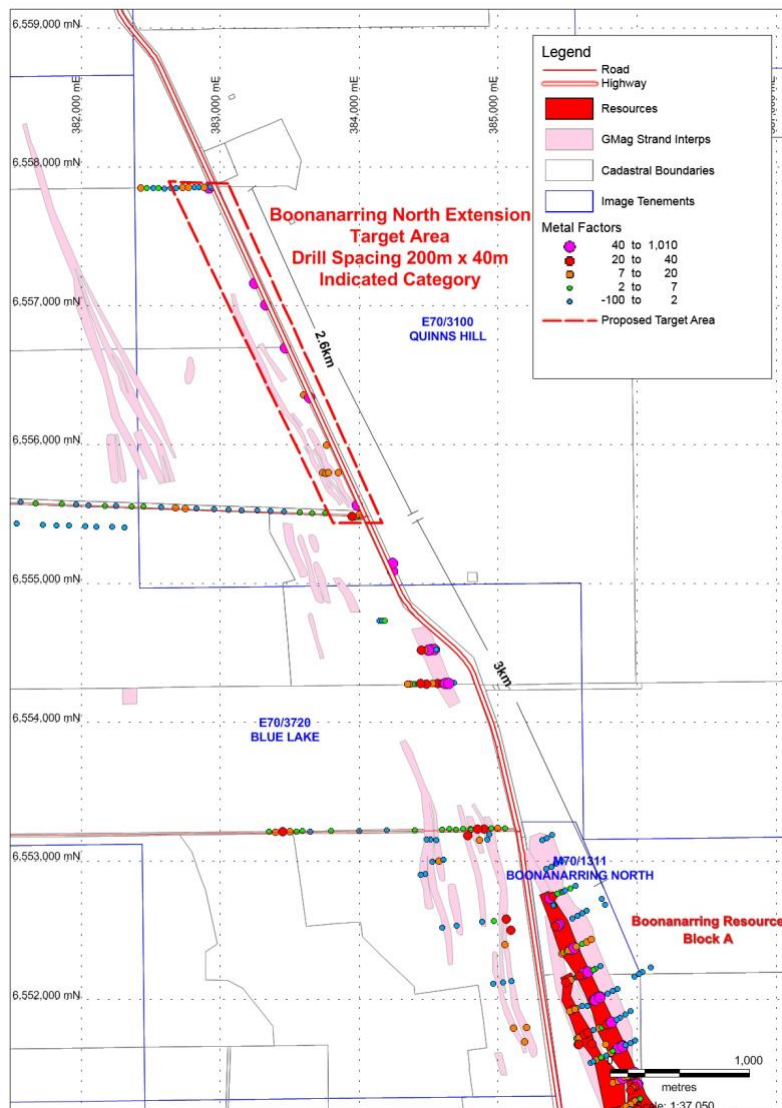 6,559,000 mN
382,000 mE
383,000 mE
384,000 mE
385,000 mE
Legend
Road
Highway
Resources
GMag Strand Interps
Cadastral Boundaries
Image Tenements
Metal Factors
40 to 1,010
20 to 40
7 to 20
2 to 7
-100 to 2
Proposed Target Area
6,558,000 mN
Boonanarring North Extension
Target Area
Drill Spacing 200m x 40m
Indicated Category
6,557,000 mN
E70/3100
QUINNS HILL
2.6km
6,556,000 mN
6,555,000 mN
3km
6,554,000 mN
E70/3720
BLUE LAKE
6,553,000 mN
M70/1311
BOONANARRING NORTH
Boonanarring Resource
Block A
6,552,000 mN
0
1,000
metres
Scale: 1:37,050